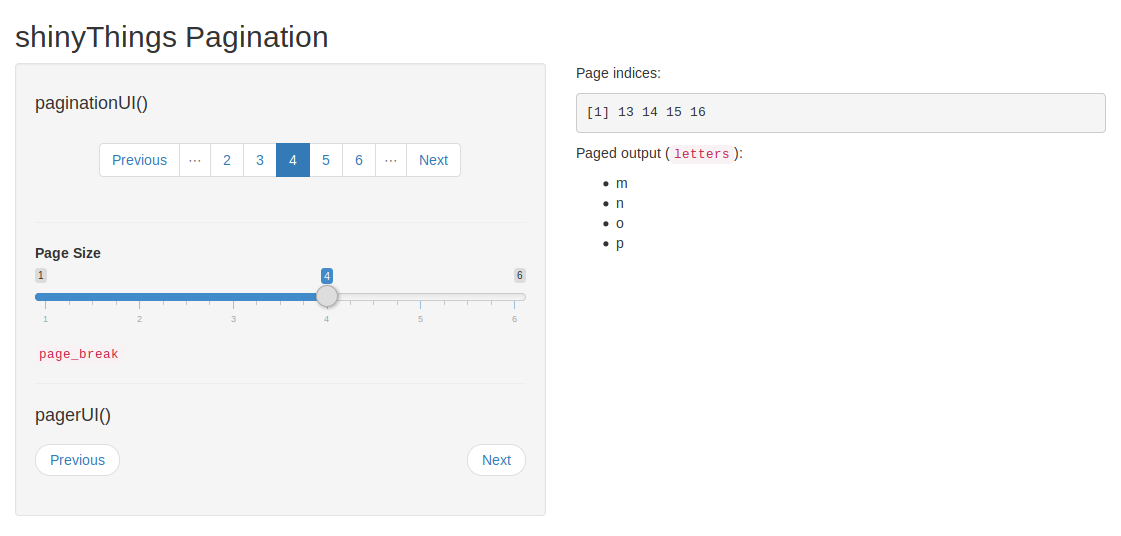 shinyThings Pagination
paginationUI()
Previous ... 2 3 4 5 6 ... Next
Page Size
1 4 6
1 2 3 4 5 6
page_break
pagerUI()
Previous Next
Page indices:
[1] 13 14 15 16
Paged output ( letters ):
• m
• n
• o
• p